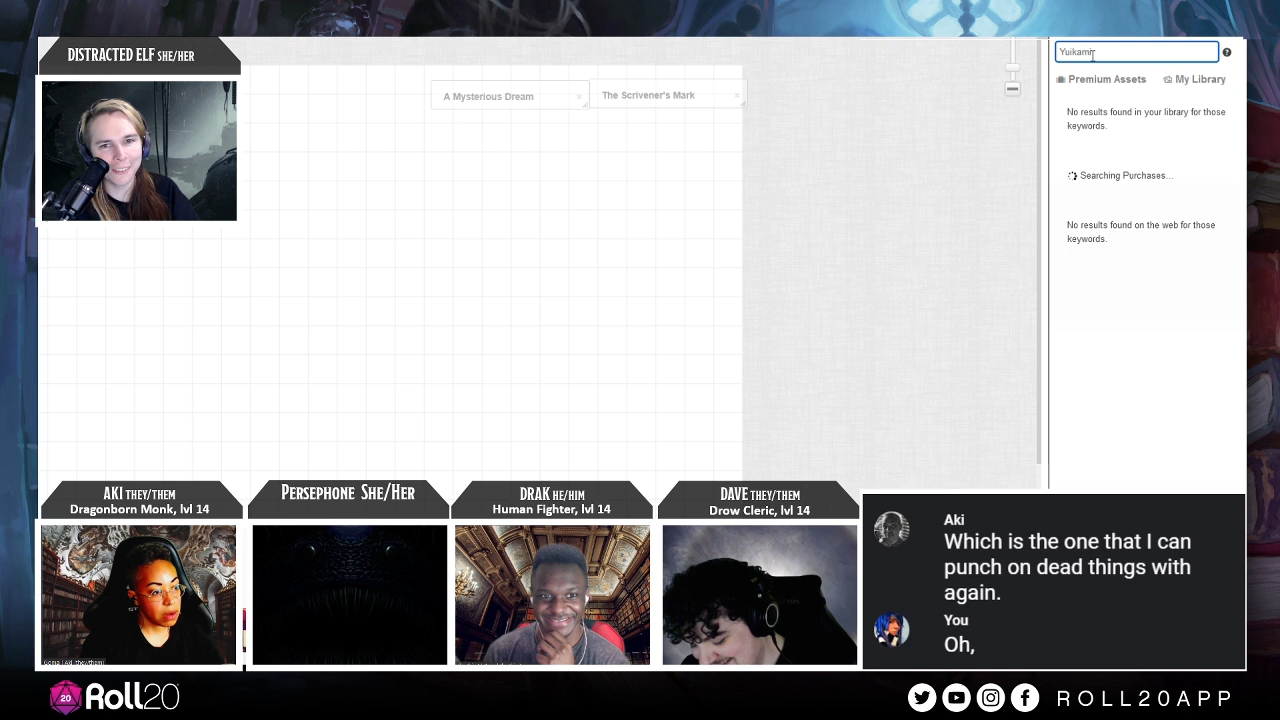 DISTRACTED ELF SHE/HER
A Mysterious Dream
The Scrivener's Mark
Yuikami
Premium Assets
My Library
No results found in your library for those
keywords.
Searching Purchases...
No results found on the web for those
keywords.
AKI THEY/THEM
Dragonborn Monk, lvl 14
PERSEPHONE SHE/HER
DRAK HE/HIM
Human Fighter, lvl 14
DAVE THEY/THEM
Drow Cleric, lvl 14
Aki
Which is the one that I can
punch on dead things with
again.
You
Oh,
20
Roll20
ROLL20APP